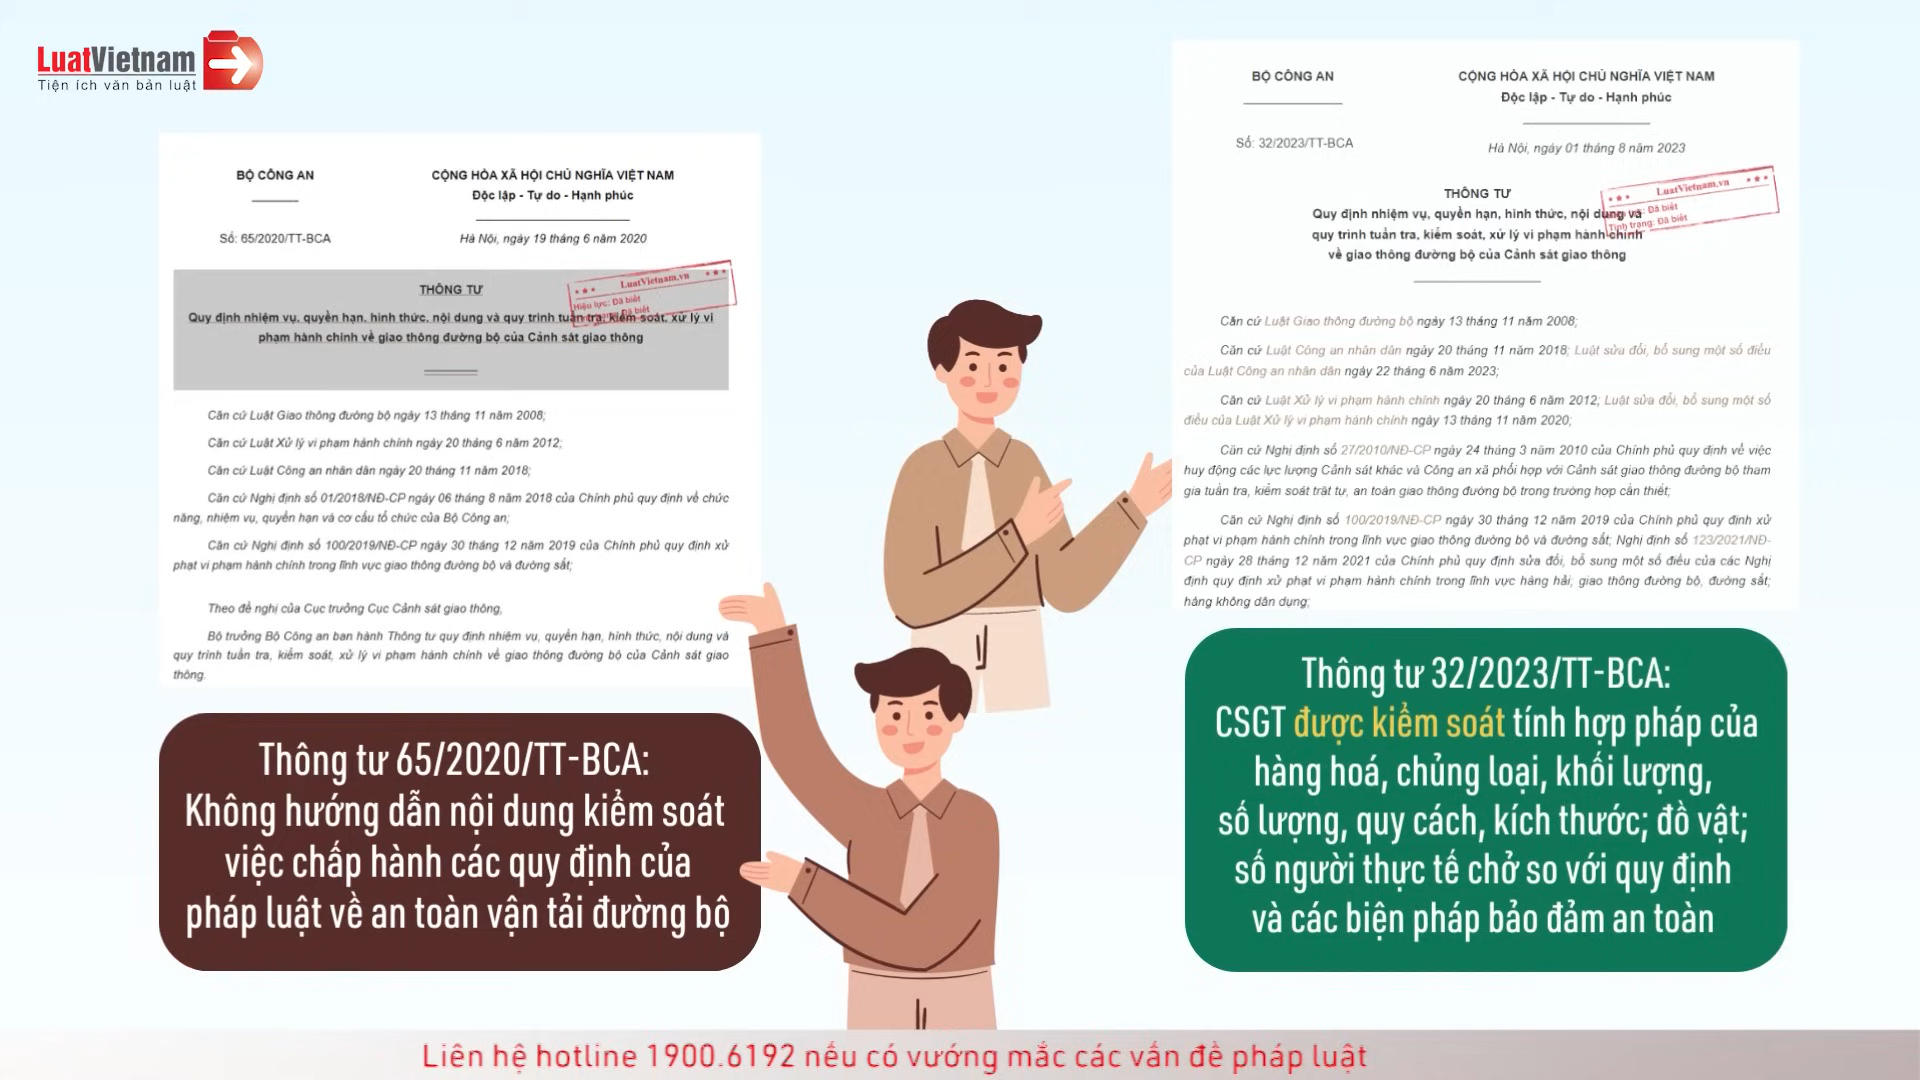 LuatVietnam
Tiện ích văn bản luật
BỘ CÔNG AN
CỘNG HÒA XÃ HỘI CHỦ NGHĨA VIỆT NAM
Độc lập - Tự do - Hạnh phúc
Số: 65/2020/TT-BCA
Hà Nội, ngày 19 tháng 6 năm 2020
THÔNG TƯ
Quy định nhiệm vụ, quyền hạn, hình thức, nội dung và quy trình tuần tra, kiểm soát, xử lý vi
phạm hành chính về giao thông đường bộ của Cảnh sát giao thông
LuatVietnam.vn
Hiệu lực: Đã biết
Căn cứ Luật Giao thông đường bộ ngày 13 tháng 11 năm 2008;
Căn cứ Luật Xử lý vi phạm hành chính ngày 20 tháng 6 năm 2012;
Căn cứ Luật Công an nhân dân ngày 20 tháng 11 năm 2018;
Căn cứ Nghị định số 01/2018/NĐ-CP ngày 06 tháng 8 năm 2018 của Chính phủ quy định về chức
năng, nhiệm vụ, quyền hạn và cơ cấu tổ chức của Bộ Công an;
Căn cứ Nghị định số 100/2019/NĐ-CP ngày 30 tháng 12 năm 2019 của Chính phủ quy định xử
phạt vi phạm hành chính trong lĩnh vực giao thông đường bộ và đường sắt;
Theo đề nghị của Cục trưởng Cục Cảnh sát giao thông,
Bộ trưởng Bộ Công an ban hành Thông tư quy định nhiệm vụ, quyền hạn, hình thức, nội dung và
quy trình tuần tra, kiểm soát, xử lý vi phạm hành chính về giao thông đường bộ của Cảnh sát giao
thông.
Thông tư 65/2020/TT-BCA:
Không hướng dẫn nội dung kiểm soát
việc chấp hành các quy định của
pháp luật về an toàn vận tải đường bộ
BỘ CÔNG AN
CỘNG HÒA XÃ HỘI CHỦ NGHĨA VIỆT NAM
Độc lập - Tự do - Hạnh phúc
Số: 32/2023/TT-BCA
Hà Nội, ngày 01 tháng 8 năm 2023
THÔNG TƯ
Quy định nhiệm vụ, quyền hạn, hình thức, nội dung và
quy trình tuần tra, kiểm soát, xử lý vi phạm hành chính
về giao thông đường bộ của Cảnh sát giao thông
LuatVietnam.vn
Đã biết
Tình trạng: Đã biết
Căn cứ Luật Giao thông đường bộ ngày 13 tháng 11 năm 2008;
Căn cứ Luật Công an nhân dân ngày 20 tháng 11 năm 2018; Luật sửa đổi, bổ sung một số điều
của Luật Công an nhân dân ngày 22 tháng 6 năm 2023;
Căn cứ Luật Xử lý vi phạm hành chính ngày 20 tháng 6 năm 2012; Luật sửa đổi, bổ sung một số
điều của Luật Xử lý vi phạm hành chính ngày 13 tháng 11 năm 2020;
Căn cứ Nghị định số 27/2010/NĐ-CP ngày 24 tháng 3 năm 2010 của Chính phủ quy định về việc
huy động các lực lượng Cảnh sát khác và Công an xã phối hợp với Cảnh sát giao thông đường bộ tham
gia tuần tra, kiểm soát trật tự, an toàn giao thông đường bộ trong trường hợp cần thiết;
Căn cứ Nghị định số 100/2019/NĐ-CP ngày 30 tháng 12 năm 2019 của Chính phủ quy định xử
phạt vi phạm hành chính trong lĩnh vực giao thông đường bộ và đường sắt; Nghị định số 123/2021/NĐ-
CP ngày 28 tháng 12 năm 2021 của Chính phủ quy định sửa đổi, bổ sung một số điều của các Nghị
định quy định xử phạt vi phạm hành chính trong lĩnh vực hàng hải; giao thông đường bộ, đường sắt;
hàng không dân dụng;
Thông tư 32/2023/TT-BCA:
CSGT được kiểm soát tính hợp pháp của
hàng hoá, chủng loại, khối lượng,
số lượng, quy cách, kích thước; đồ vật;
số người thực tế chở so với quy định
và các biện pháp bảo đảm an toàn
Liên hệ hotline 1900.6192 nếu có vướng mắc các vấn đề pháp luật